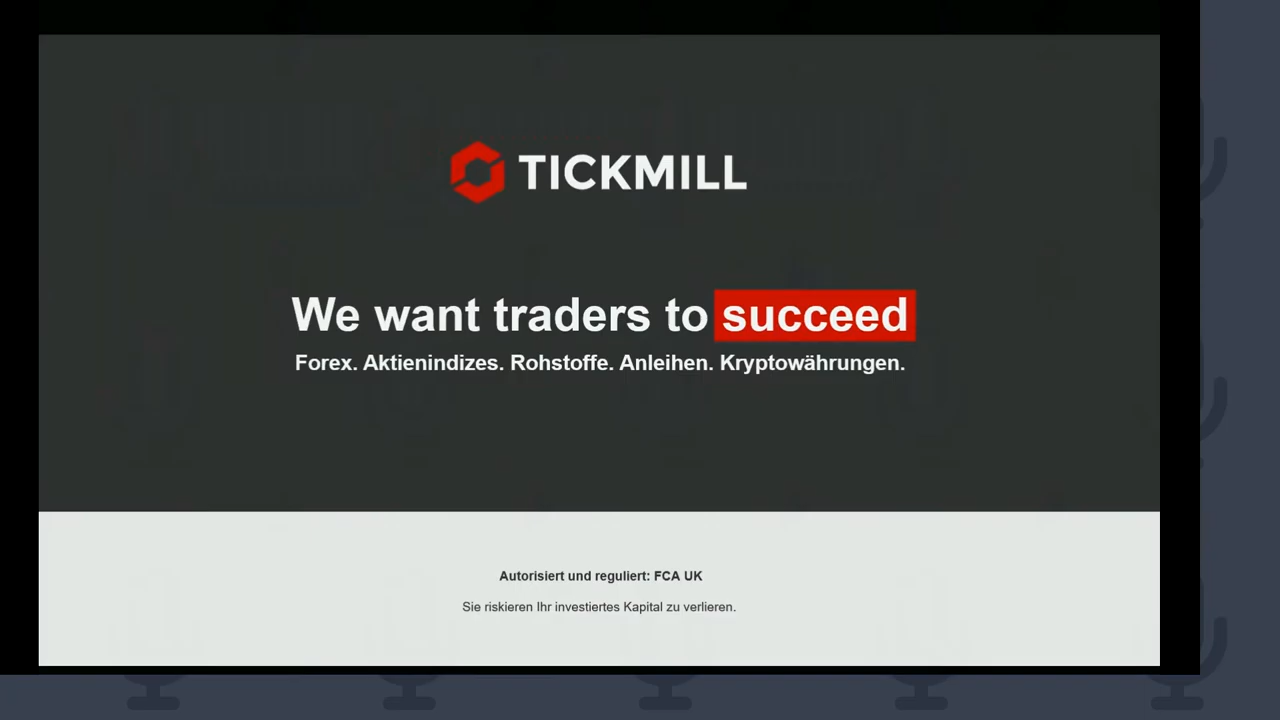 TICKMILL
We want traders to succeed
Forex. Aktienindizes. Rohstoffe. Anleihen. Kryptowährungen.
Autorisiert und reguliert: FCA UK
Sie riskieren Ihr investiertes Kapital zu verlieren.